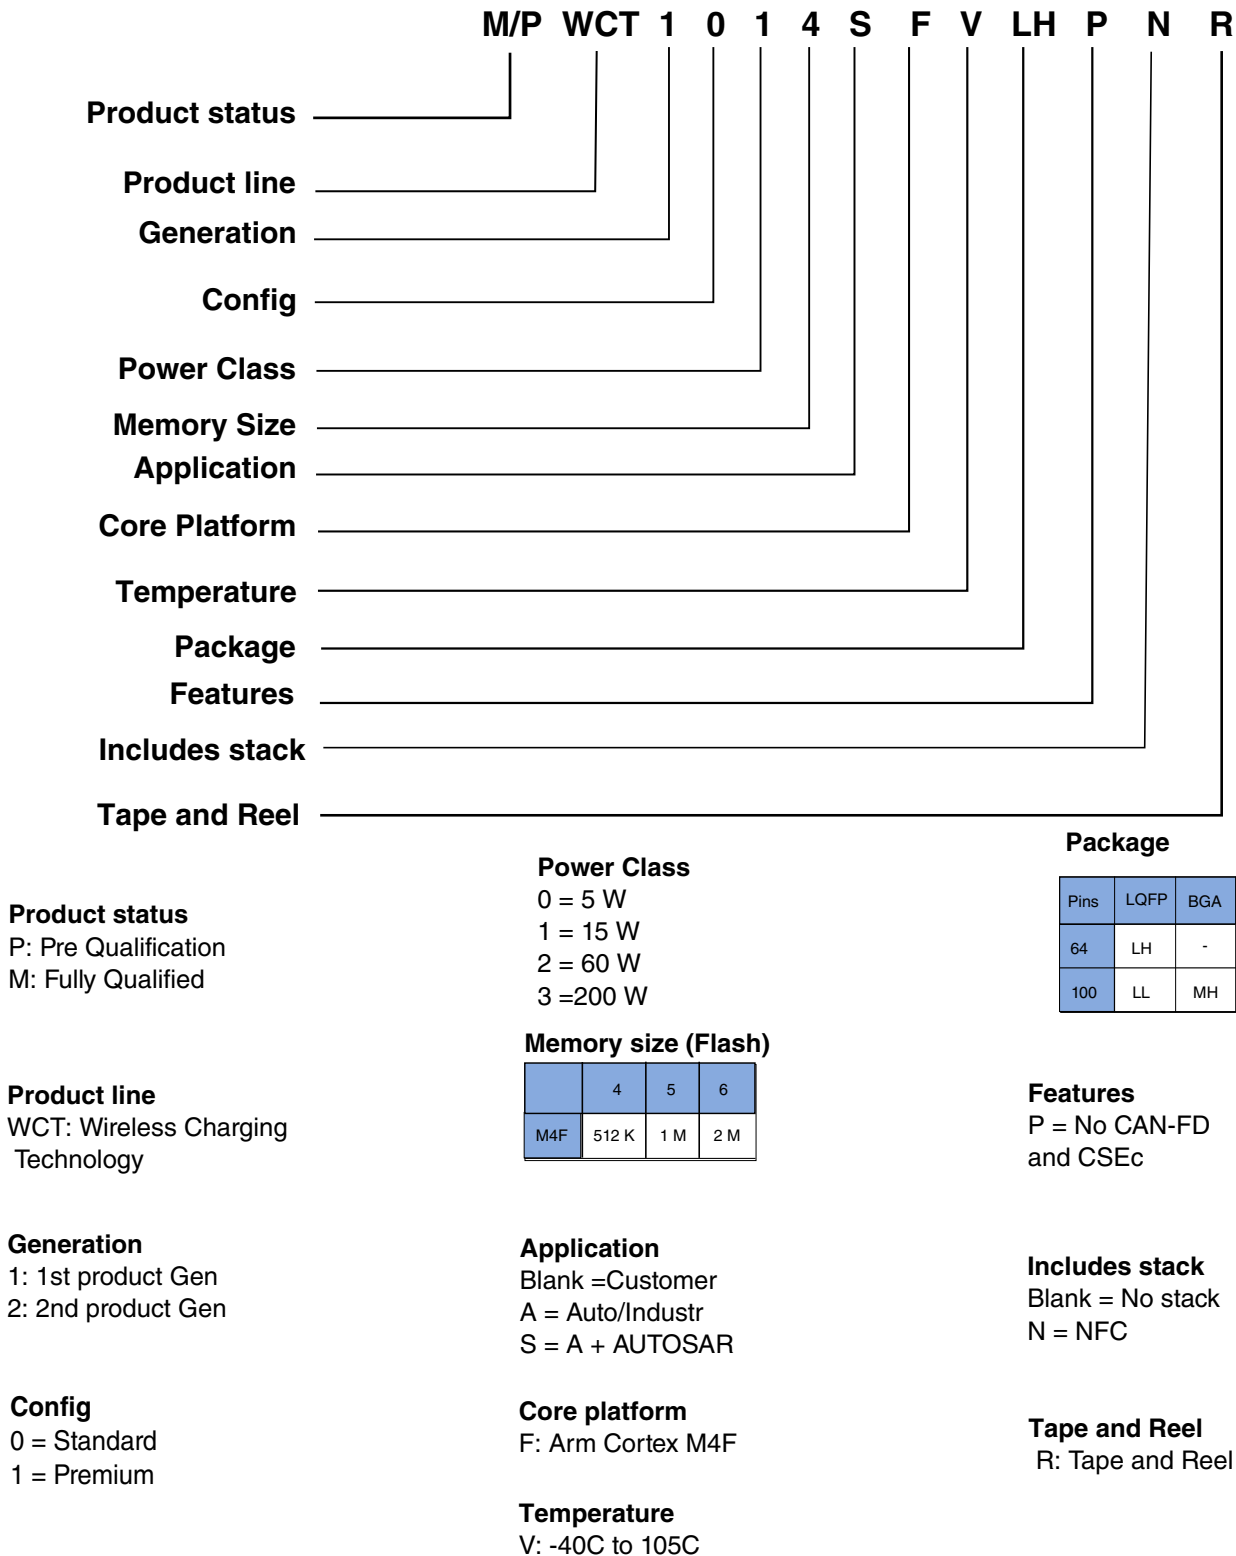 M/P WCT 1 0 1 4 S F V LH P N R
Product status
Product line
Generation
Config
Power Class
Memory Size
Application
Core Platform
Temperature
Package
Features
Includes stack
Tape and Reel
Product status
P: Pre Qualification
M: Fully Qualified
Product line
WCT: Wireless Charging
Technology
Generation
1: 1st product Gen
2: 2nd product Gen
Config
0 = Standard
1 = Premium
Power Class
0 = 5 W
1 = 15 W
2 = 60 W
3 =200 W
Memory size (Flash)
4 5 6
M4F 512 K 1 M 2 M
Application
Blank =Customer
A = Auto/Industr
S = A + AUTOSAR
Core platform
F: Arm Cortex M4F
Temperature
V: -40C to 105C
Package
Pins LQFP BGA
64 LH -
100 LL MH
Features
P = No CAN-FD
and CSEc
Includes stack
Blank = No stack
N = NFC
Tape and Reel
R: Tape and Reel